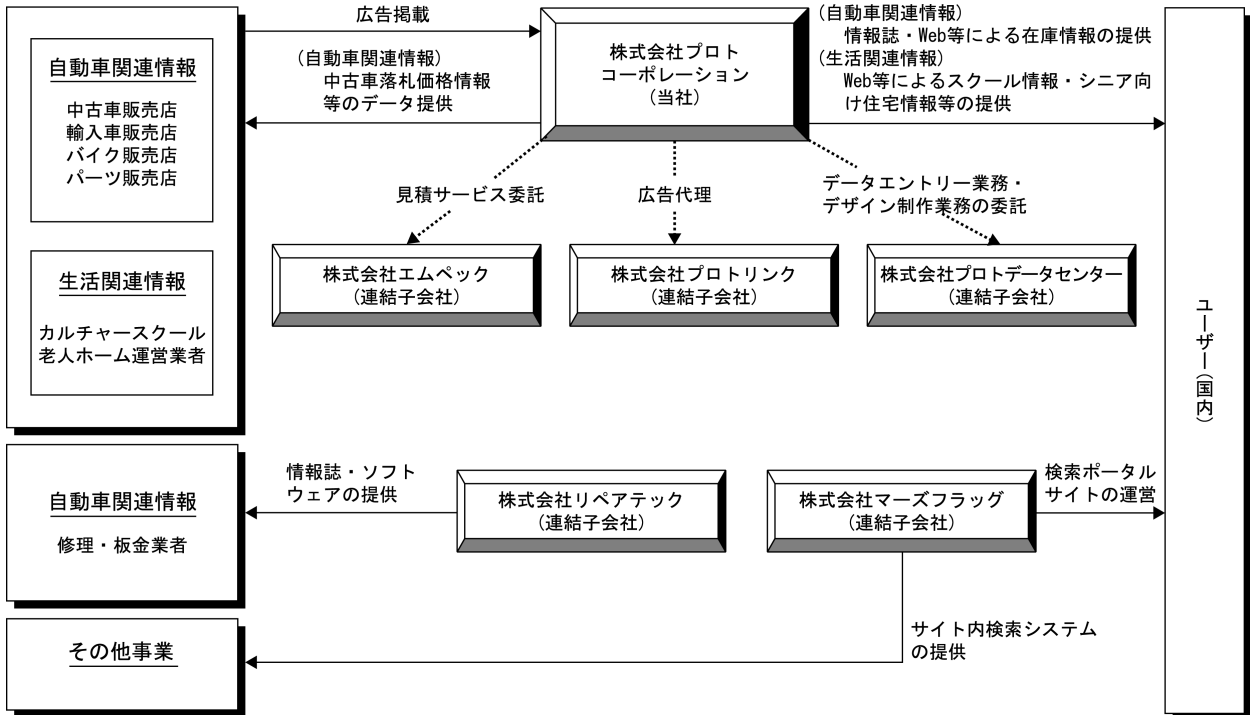 広告掲載
(自動車関連情報)
中古車落札価格情報
等のデータ提供
株式会社プロト
コーポレーション
(当社)
(自動車関連情報)
情報誌・Web等による在庫情報の提供
(生活関連情報)
Web等によるスクール情報・シニア向
け住宅情報等の提供
自動車関連情報
中古車販売店
輸入車販売店
バイク販売店
パーツ販売店
見積サービス委託
広告代理
データエントリー業務・
デザイン制作業務の委託
株式会社エムペック
(連結子会社)
株式会社プロトリンク
(連結子会社)
株式会社プロトデータセンター
(連結子会社)
生活関連情報
カルチャースクール
老人ホーム運営業者
ユーザー(国内)
自動車関連情報
修理・板金業者
情報誌・ソフト
ウェアの提供
株式会社リペアテック
(連結子会社)
株式会社マーズフラッグ
(連結子会社)
検索ポータル
サイトの運営
その他事業
サイト内検索システム
の提供